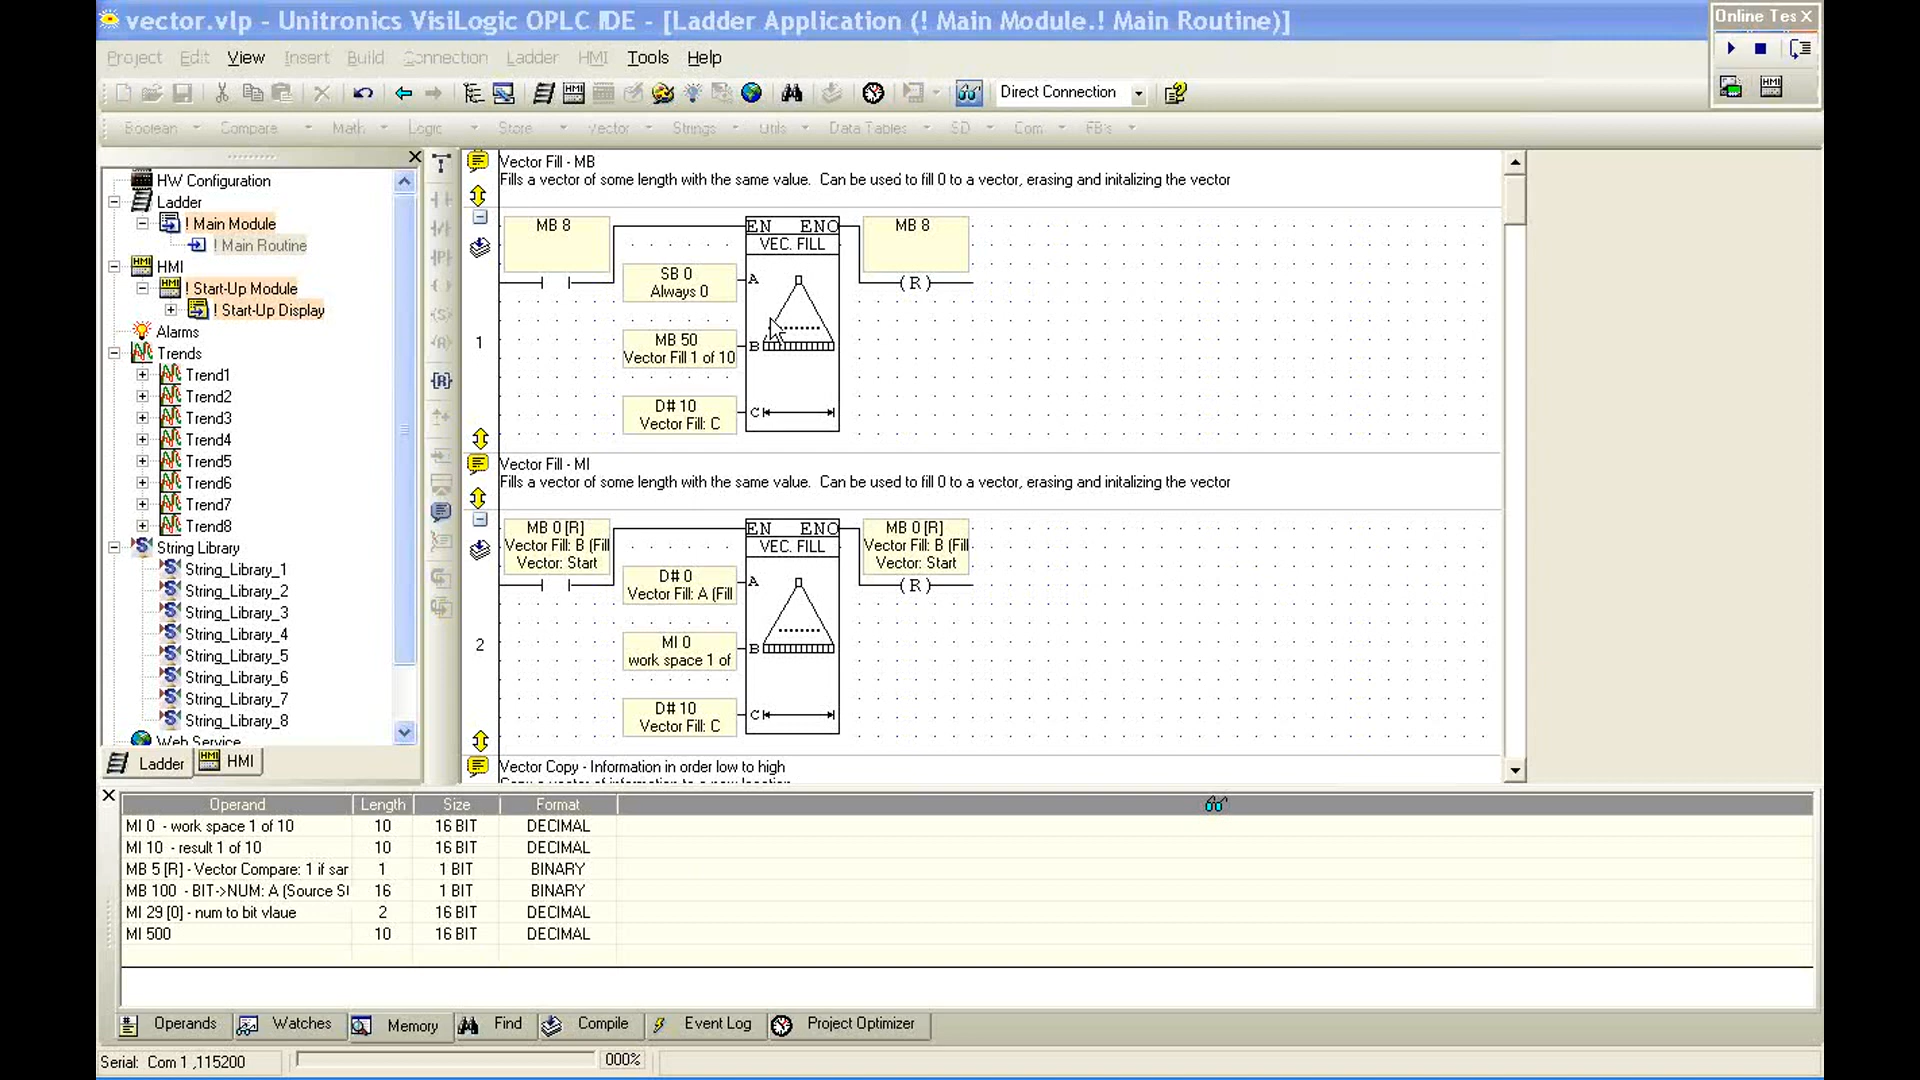 vector.vlp - Unitronics VisiLogic OPLC IDE - [Ladder Application (! Main Module.! Main Routine)]
Online Tes X
Project Edit View Insert Build Connection Ladder HMI Tools Help
Direct Connection
HMI
Boolean Compare Math Logic Store Vector Strings Utils Data Tables SD Com FB's
HW Configuration
Ladder
! Main Module
! Main Routine
HMI
! Start-Up Module
! Start-Up Display
Alarms
Trends
Trend1
Trend2
Trend3
Trend4
Trend5
Trend6
Trend7
Trend8
String Library
String_Library_1
String_Library_2
String_Library_3
String_Library_4
String_Library_5
String_Library_6
String_Library_7
String_Library_8
Web Service
Ladder HMI
Vector Fill - MB
Fills a vector of some length with the same value. Can be used to fill 0 to a vector, erasing and initalizing the vector
MB 8 EN ENO MB 8
VEC. FILL
SB 0
Always 0
A
(R)
1
MB 50
Vector Fill 1 of 10
B
D# 10
Vector Fill: C
C
Vector Fill - MI
Fills a vector of some length with the same value. Can be used to fill 0 to a vector, erasing and initalizing the vector
MB 0 [R] EN ENO MB 0 [R]
Vector Fill: B (Fill VEC. FILL Vector Fill: B (Fill
Vector: Start Vector: Start
D# 0
Vector Fill: A (Fill
A
(R)
2
MI 0
work space 1 of
B
D# 10
Vector Fill: C
C
Vector Copy - Information in order low to high
Operand Length Size Format
MI 0 - work space 1 of 10 10 16 BIT DECIMAL
MI 10 - result 1 of 10 10 16 BIT DECIMAL
MB 5 [R] - Vector Compare: 1 if sar 1 1 BIT BINARY
MB 100 - BIT->NUM: A (Source St 16 1 BIT BINARY
MI 29 [0] - num to bit vlaue 2 16 BIT DECIMAL
MI 500 10 16 BIT DECIMAL
Operands Watches Memory Find Compile Event Log Project Optimizer
Serial: Com 1 ,115200 000%